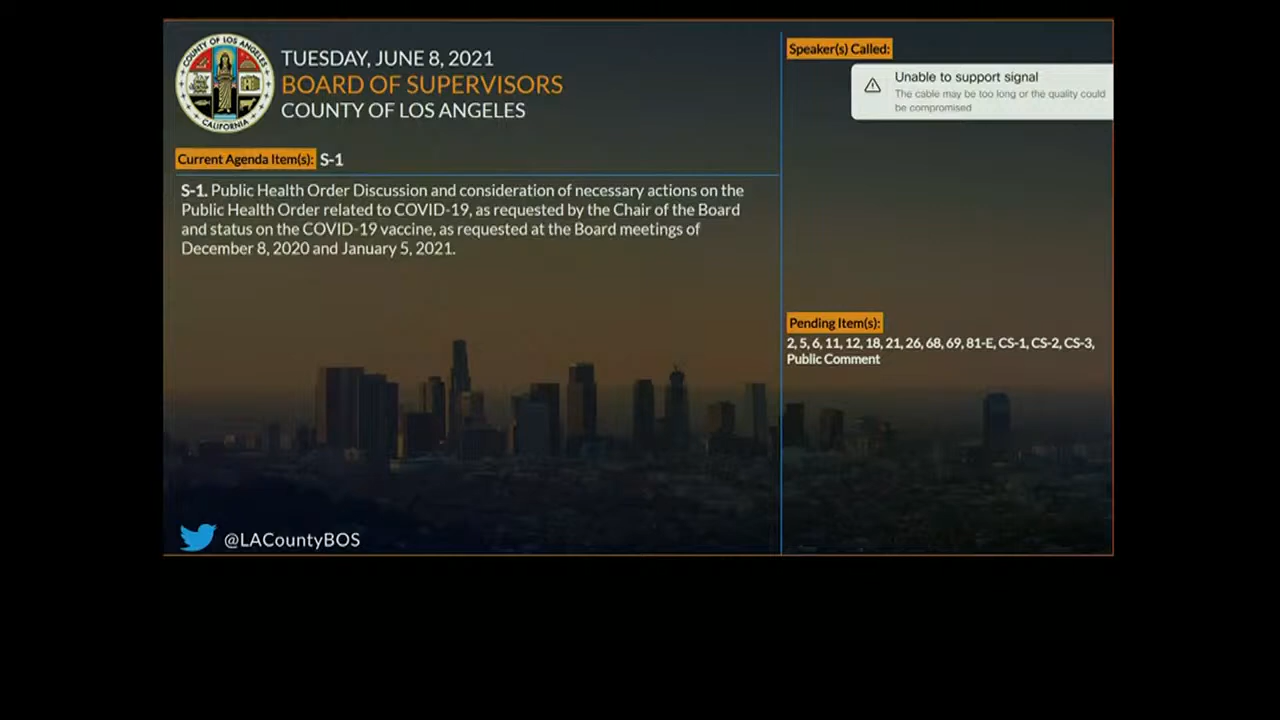 COUNTY OF LOS ANGELES
CALIFORNIA
TUESDAY, JUNE 8, 2021
BOARD OF SUPERVISORS
COUNTY OF LOS ANGELES
Current Agenda Item(s): S-1
S-1. Public Health Order Discussion and consideration of necessary actions on the
Public Health Order related to COVID-19, as requested by the Chair of the Board
and status on the COVID-19 vaccine, as requested at the Board meetings of
December 8, 2020 and January 5, 2021.
@LACountyBOS
Speaker(s) Called:
Unable to support signal
The cable may be too long or the quality could
be compromised
Pending Item(s):
2, 5, 6, 11, 12, 18, 21, 26, 68, 69, 81-E, CS-1, CS-2, CS-3,
Public Comment